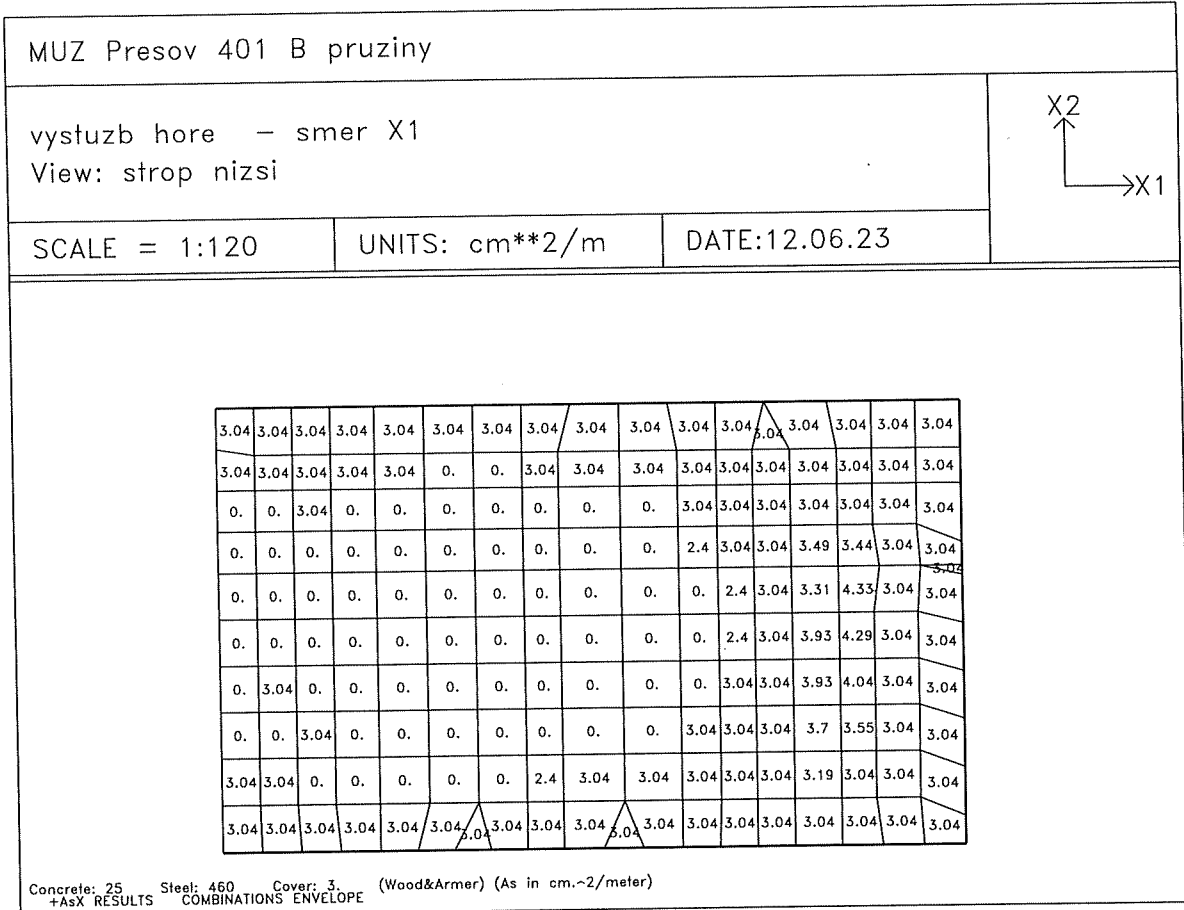 MUZ Presov 401 B pruziny
vystuzb hore – smer X1
View: strop nizsi
X2
X1
SCALE = 1:120
UNITS: cm**2/m
DATE:12.06.23
3.04 3.04 3.04 3.04 3.04 3.04 3.04 3.04 3.04 3.04 3.04 3.04 3.04 3.04 3.04 3.04 3.04
3.04 3.04 3.04 3.04 3.04 0. 0. 3.04 3.04 3.04 3.04 3.04 3.04 3.04 3.04 3.04 3.04
0. 0. 3.04 0. 0. 0. 0. 0. 0. 0. 3.04 3.04 3.04 3.04 3.04 3.04 3.04
0. 0. 0. 0. 0. 0. 0. 0. 0. 0. 2.4 3.04 3.04 3.49 3.44 3.04 3.04
3.04
0. 0. 0. 0. 0. 0. 0. 0. 0. 0. 0. 2.4 3.04 3.31 4.33 3.04 3.04
0. 0. 0. 0. 0. 0. 0. 0. 0. 0. 0. 2.4 3.04 3.93 4.29 3.04 3.04
0. 3.04 0. 0. 0. 0. 0. 0. 0. 0. 0. 3.04 3.04 3.93 4.04 3.04 3.04
0. 0. 3.04 0. 0. 0. 0. 0. 0. 0. 3.04 3.04 3.04 3.7 3.55 3.04 3.04
3.04 3.04 0. 0. 0. 0. 0. 2.4 3.04 3.04 3.04 3.04 3.04 3.19 3.04 3.04 3.04
3.04 3.04 3.04 3.04 3.04 3.04 3.04 3.04 3.04 3.04 3.04 3.04 3.04 3.04 3.04 3.04 3.04 3.04 3.04
Concrete: 25 Steel: 460 Cover: 3. (Wood&Armer) (As in cm.~2/meter)
+AsX RESULTS COMBINATIONS ENVELOPE